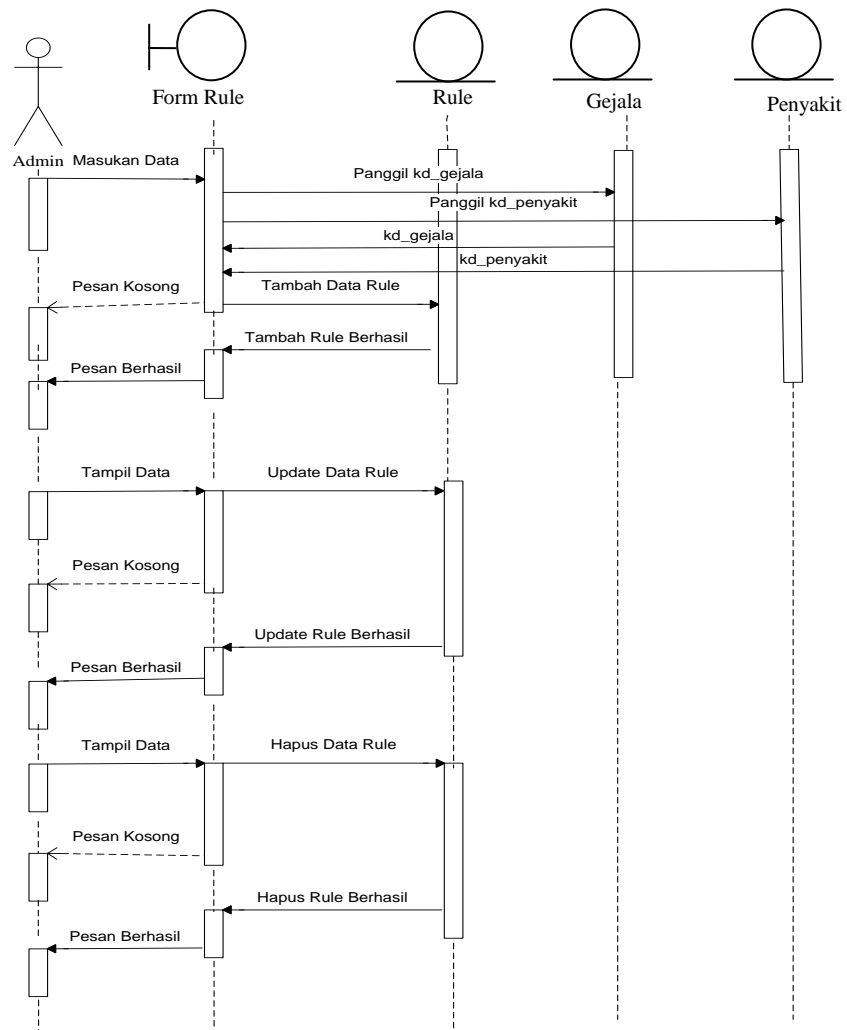 Form Rule
Rule
Gejala
Penyakit
Admin
Masukan Data
Panggil kd_gejala
Panggil kd_penyakit
kd_gejala
kd_penyakit
Pesan Kosong
Tambah Data Rule
Tambah Rule Berhasil
Pesan Berhasil
Tampil Data
Update Data Rule
Pesan Kosong
Update Rule Berhasil
Pesan Berhasil
Tampil Data
Hapus Data Rule
Pesan Kosong
Hapus Rule Berhasil
Pesan Berhasil